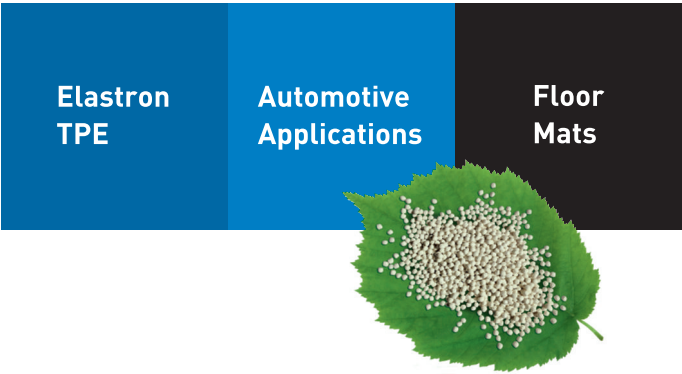 Elastron
TPE
Automotive
Applications
Floor
Mats